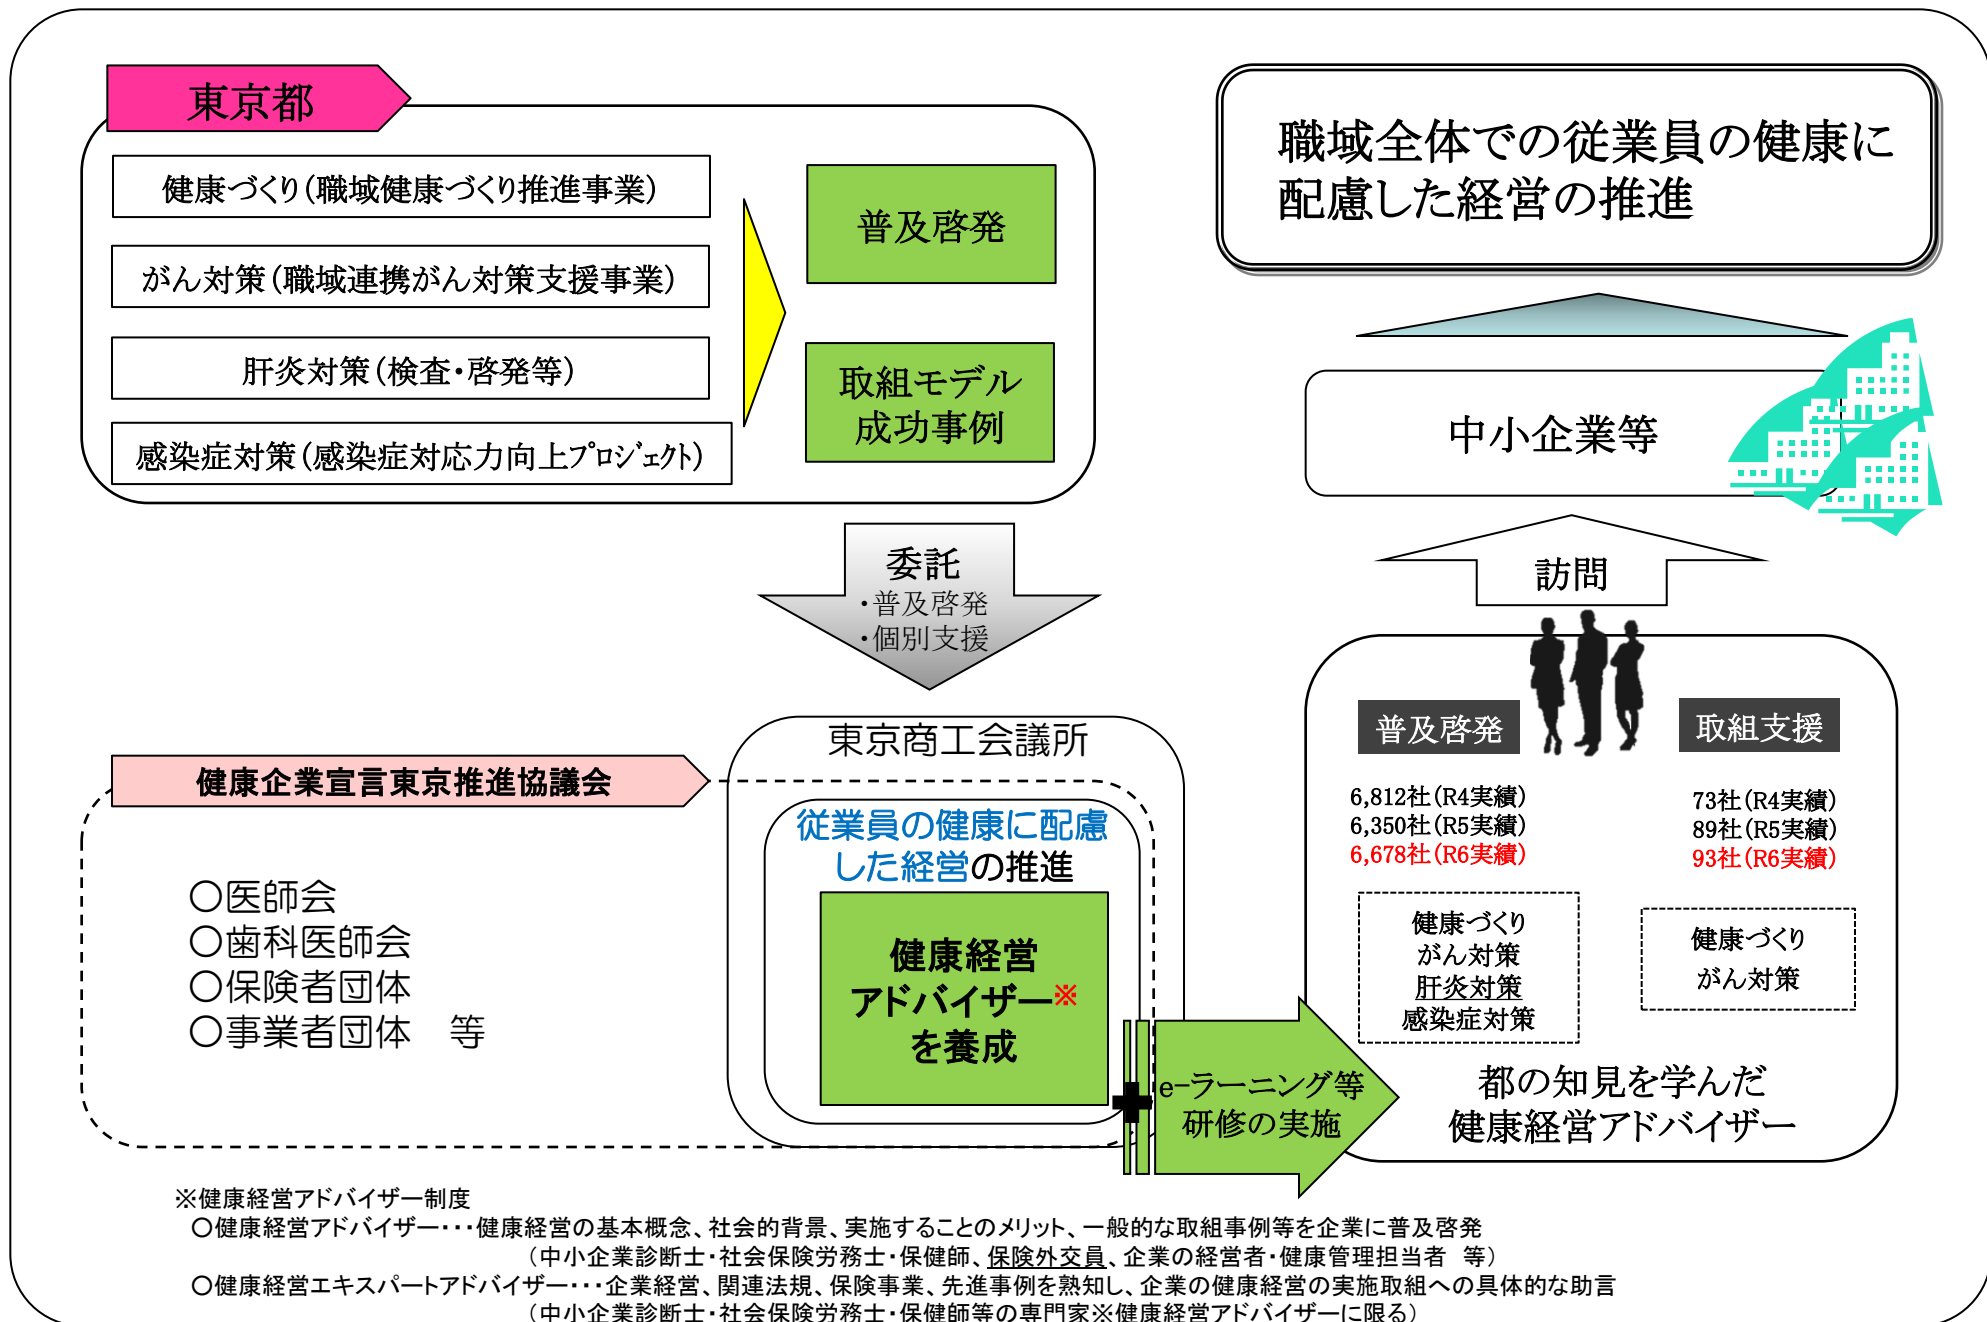 東京都
健康づくり（職域健康づくり推進事業）
がん対策（職域連携がん対策支援事業）
肝炎対策（検査・啓発等）
感染症対策（感染症対応力向上プロジェクト）
普及啓発
取組モデル
成功事例
委託
・普及啓発
・個別支援
健康企業宣言東京推進協議会
○医師会
○歯科医師会
○保険者団体
○事業者団体　等
東京商工会議所
従業員の健康に配慮
した経営の推進
健康経営
アドバイザー※
を養成
e-ラーニング等
研修の実施
職域全体での従業員の健康に
配慮した経営の推進
中小企業等
訪問
普及啓発
6,812社（R4実績）
6,350社（R5実績）
6,678社（R6実績）
健康づくり
がん対策
肝炎対策
感染症対策
取組支援
73社（R4実績）
89社（R5実績）
93社（R6実績）
健康づくり
がん対策
都の知見を学んだ
健康経営アドバイザー
※健康経営アドバイザー制度
○健康経営アドバイザー・・・健康経営の基本概念、社会的背景、実施することのメリット、一般的な取組事例等を企業に普及啓発
（中小企業診断士・社会保険労務士・保健師、保険外交員、企業の経営者・健康管理担当者　等）
○健康経営エキスパートアドバイザー・・・企業経営、関連法規、保険事業、先進事例を熟知し、企業の健康経営の実施取組への具体的な助言
（中小企業診断士・社会保険労務士・保健師等の専門家※健康経営アドバイザーに限る）